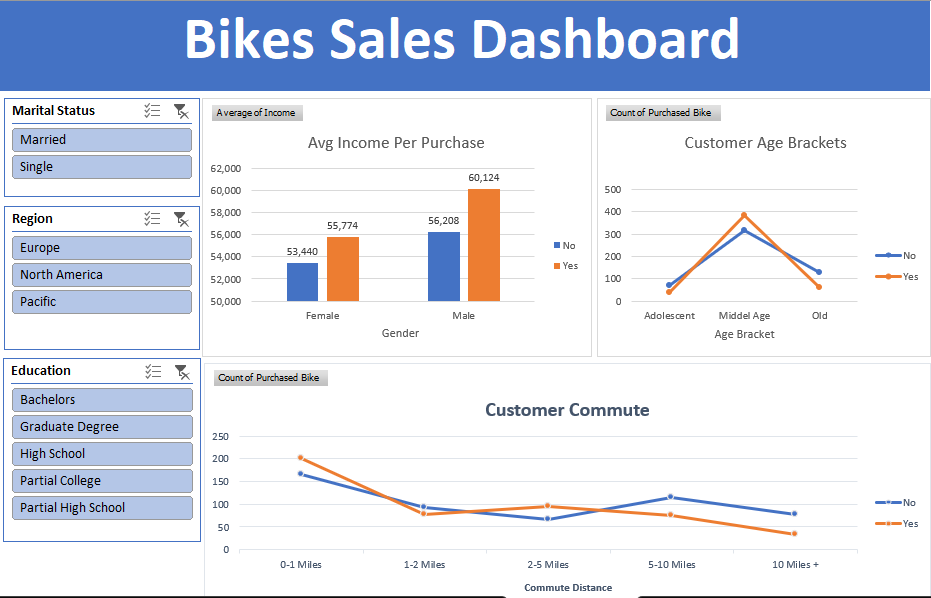 Bikes Sales Dashboard
Marital Status
Married
Single
Region
Europe
North America
Pacific
Education
Bachelors
Graduate Degree
High School
Partial College
Partial High School
Average of Income
Avg Income Per Purchase
62,000
60,000
58,000
56,000
54,000
52,000
50,000
53,440
55,774
56,208
60,124
Female
Male
Gender
No
Yes
Count of Purchased Bike
Customer Age Brackets
500
400
300
200
100
0
Adolescent
Middel Age
Old
Age Bracket
No
Yes
Count of Purchased Bike
Customer Commute
250
200
150
100
50
0
0-1 Miles
1-2 Miles
2-5 Miles
5-10 Miles
10 Miles +
Commute Distance
No
Yes